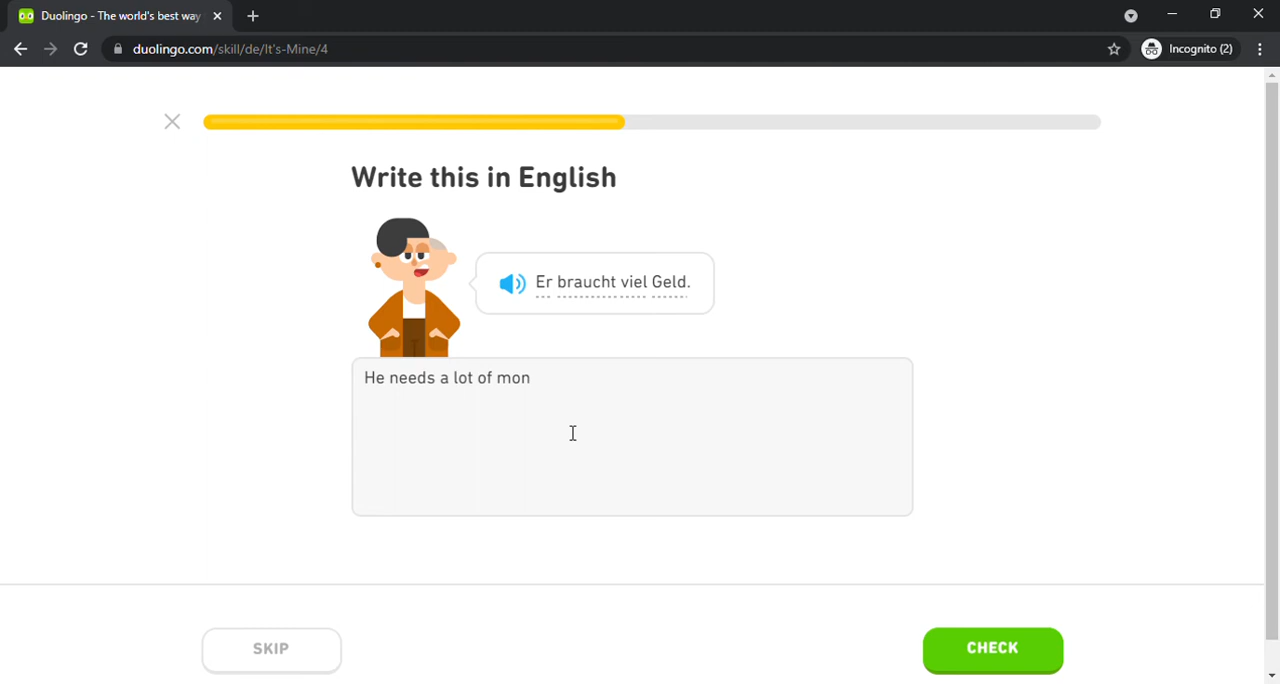 Duolingo - The world's best way
duolingo.com/skill/de/It's-Mine/4
Incognito (2)
Write this in English
Er braucht viel Geld.
He needs a lot of mon
SKIP
CHECK